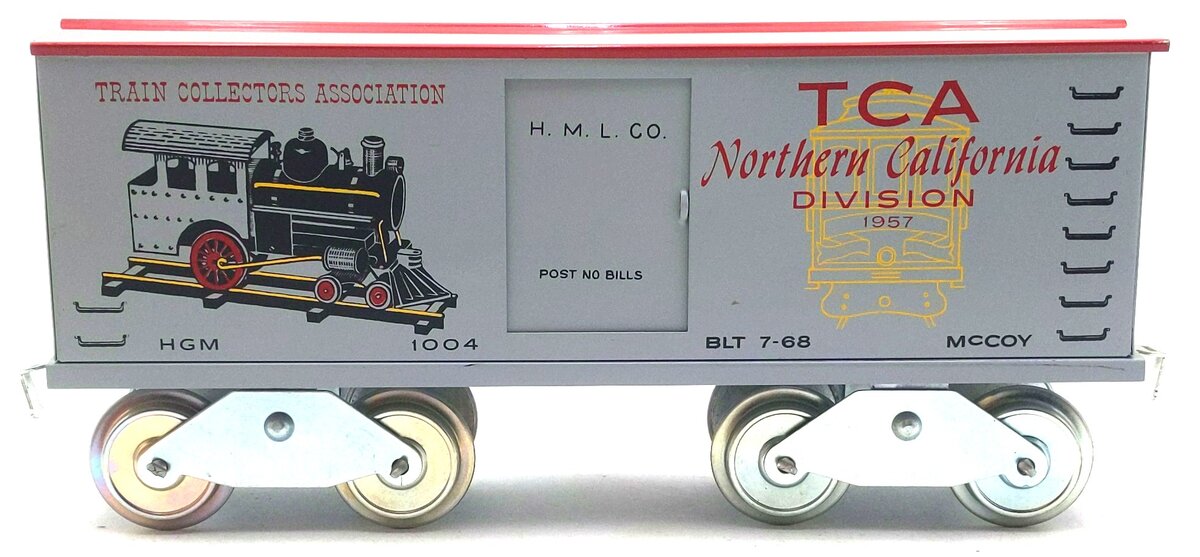 TRAIN COLLECTORS ASSOCIATION
H. M. L. CO.
POST NO BILLS
TCA
Northern California
DIVISION
1957
HGM 1004
BLT 7-68 McCOY